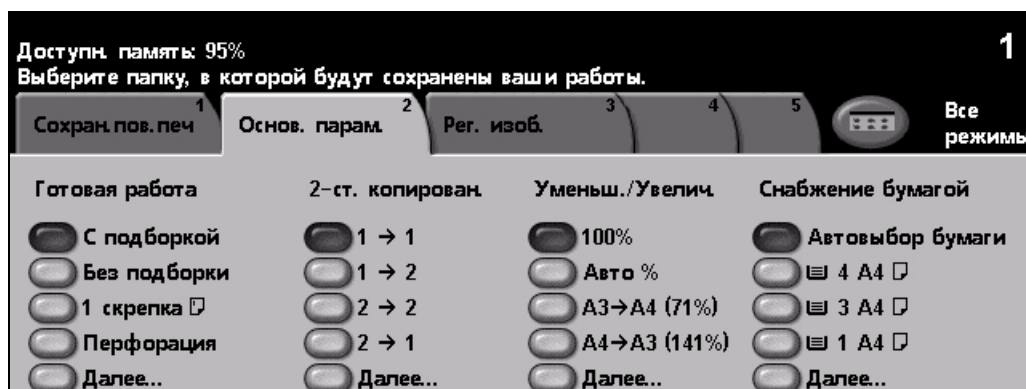 Доступн. память: 95%
1
Выберите папку, в которой будут сохранены ваши работы.
1
Сохран.пов.печ
2
Основ. парам.
3
Рег. изоб.
4
5
Все
режимы
Готовая работа
С подборкой
Без подборки
1 скрепка
Перфорация
Далее...
2-ст. копирован.
1 → 1
1 → 2
2 → 2
2 → 1
Далее...
Уменьш./Увелич.
100%
Авто %
A3→A4 (71%)
A4→A3 (141%)
Далее...
Снабжение бумагой
Автовыбор бумаги
4 A4
3 A4
1 A4
Далее...